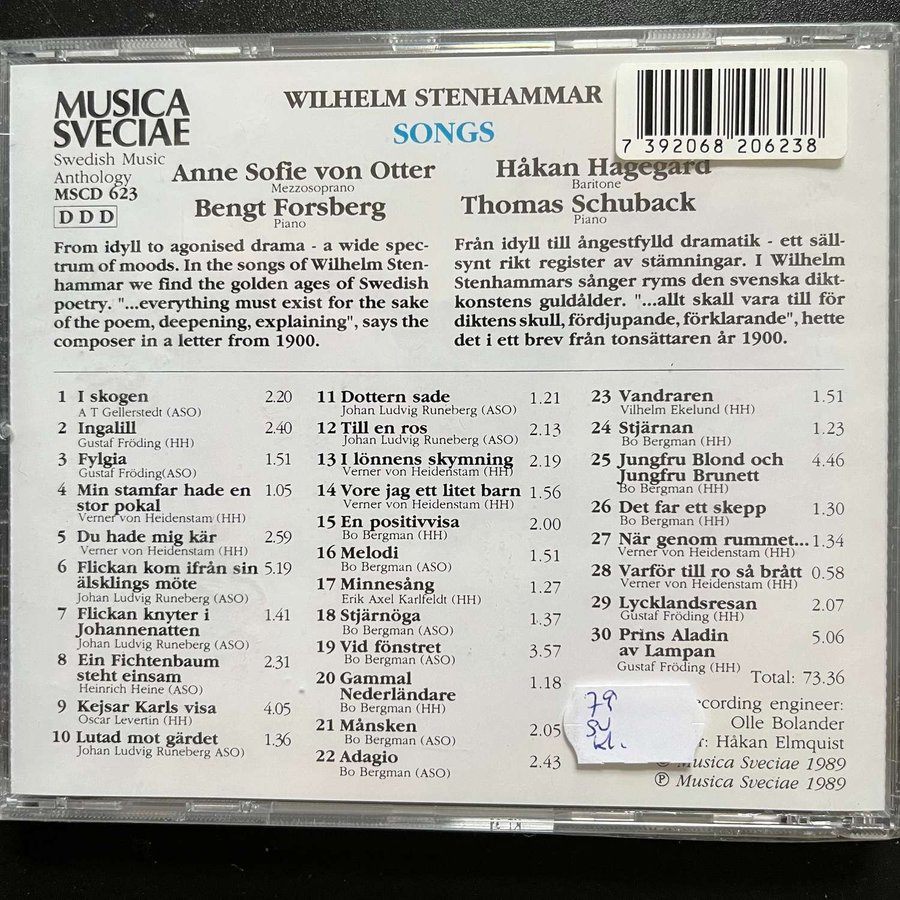 MUSICA
SVECIAE
Swedish Music
Anthology
MSCD 623
DDD
WILHELM STENHAMMAR
SONGS
Anne Sofie von Otter
Mezzosoprano
Bengt Forsberg
Piano
Håkan Hagegård
Baritone
Thomas Schuback
Piano
7 392068 206238
From idyll to agonised drama - a wide spec-
trum of moods. In the songs of Wilhelm Sten-
hammar we find the golden ages of Swedish
poetry. "...everything must exist for the sake
of the poem, deepening, explaining", says the
composer in a letter from 1900.
Från idyll till ångestfylld dramatik - ett säll-
synt rikt register av stämningar. I Wilhelm
Stenhammars sånger ryms den svenska dikt-
konstens guldålder. "...allt skall vara till för
diktens skull, fördjupande, förklarande", hette
det i ett brev från tonsättaren år 1900.
1 I skogen 2.20
A T Gellerstedt (ASO)
2 Ingalill 2.40
Gustaf Fröding (HH)
3 Fylgia 1.51
Gustaf Fröding(ASO)
4 Min stamfar hade en 1.05
stor pokal
Verner von Heidenstam (HH)
5 Du hade mig kär 2.59
Verner von Heidenstam (HH)
6 Flickan kom ifrån sin 5.19
älsklings möte
Johan Ludvig Runeberg (ASO)
7 Flickan knyter i 1.41
Johannenatten
Johan Ludvig Runeberg (ASO)
8 Ein Fichtenbaum 2.31
steht einsam
Heinrich Heine (ASO)
9 Kejsar Karls visa 4.05
Oscar Levertin (HH)
10 Lutad mot gärdet 1.36
Johan Ludvig Runeberg ASO)
11 Dottern sade 1.21
Johan Ludvig Runeberg (ASO)
12 Till en ros 2.13
Johan Ludvig Runeberg (ASO)
13 I lönnens skymning 2.19
Verner von Heidenstam (HH)
14 Vore jag ett litet barn 1.56
Verner von Heidenstam (HH)
15 En positivvisa 2.00
Bo Bergman (HH)
16 Melodi 1.51
Bo Bergman (ASO)
17 Minnesång 1.27
Erik Axel Karlfeldt (HH)
18 Stjärnöga 1.37
Bo Bergman (ASO)
19 Vid fönstret 3.57
Bo Bergman (ASO)
20 Gammal 1.18
Nederländare
Bo Bergman (HH)
21 Månsken 2.05
Bo Bergman (ASO)
22 Adagio 2.43
Bo Bergman (ASO)
23 Vandraren 1.51
Vilhelm Ekelund (HH)
24 Stjärnan 1.23
Bo Bergman (HH)
25 Jungfru Blond och 4.46
Jungfru Brunett
Bo Bergman (HH)
26 Det far ett skepp 1.30
Bo Bergman (HH)
27 När genom rummet... 1.34
Verner von Heidenstam (HH)
28 Varför till ro så brått 0.58
Verner von Heidenstam (HH)
29 Lycklandsresan 2.07
Gustaf Fröding (HH)
30 Prins Aladin 5.06
av Lampan
Gustaf Fröding (HH)
Total: 73.36
ecording engineer:
Olle Bolander
r: Håkan Elmquist
© Musica Sveciae 1989
℗ Musica Sveciae 1989
79
kl.